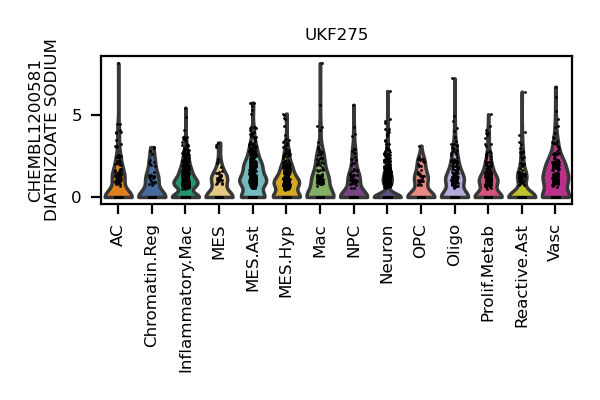 UKF275
CHEMBL1200581
DIATRIZOATE SODIUM
5
0
AC
Chromatin.Reg
Inflammatory.Mac
MES
MES.Ast
MES.Hyp
Mac
NPC
Neuron
OPC
Oligo
Prolif.Metab
Reactive.Ast
Vasc